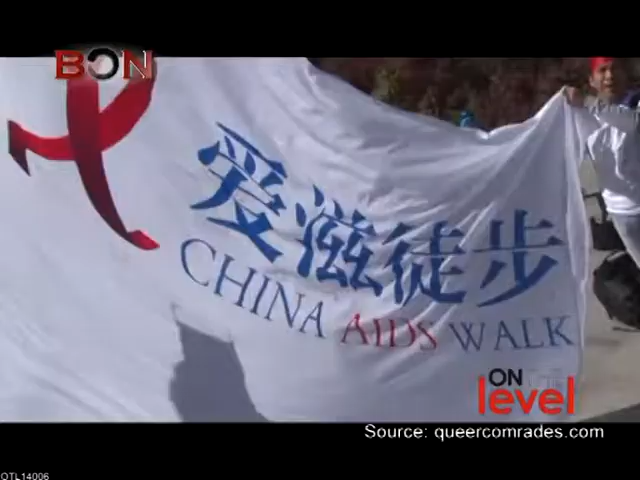 BON
爱滋徒步
CHINA AIDS WALK
ON
level
Source: queercomrades.com
OTL14006